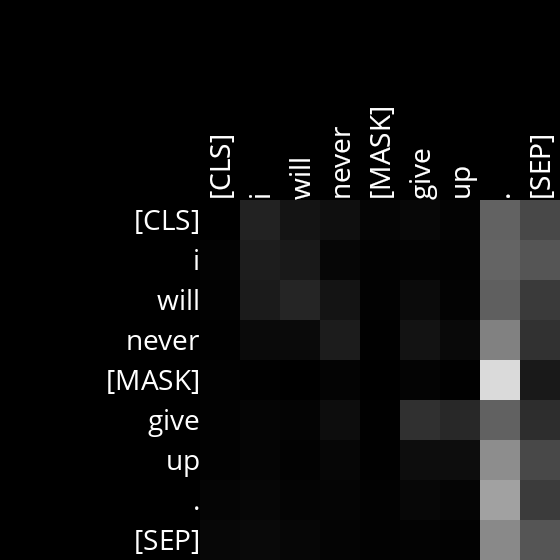 [CLS] i will never [MASK] give up . [SEP]
[CLS]
i
will
never
[MASK]
give
up
.
[SEP]